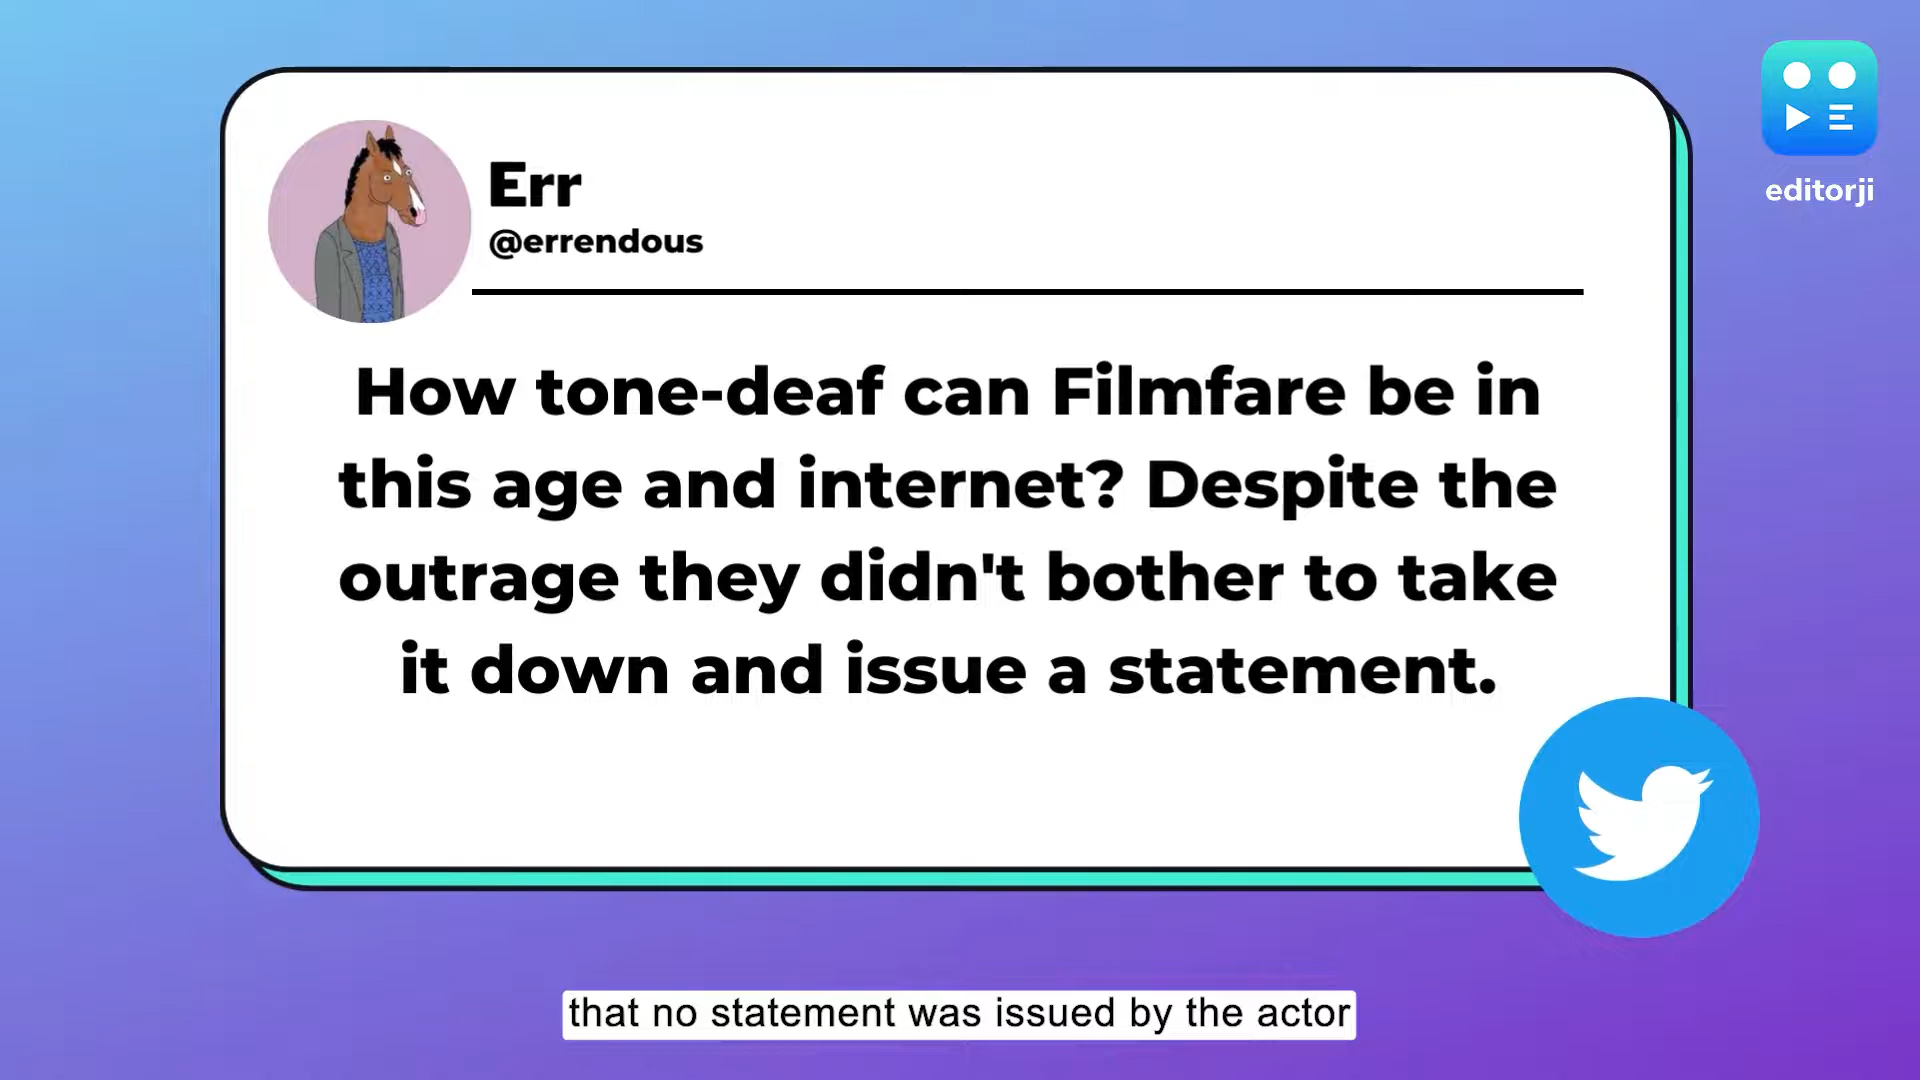 editorji
Err
@errendous
How tone-deaf can Filmfare be in
this age and internet? Despite the
outrage they didn't bother to take
it down and issue a statement.
that no statement was issued by the actor